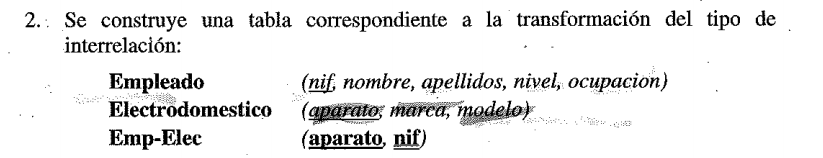 2. Se construye una tabla correspondiente a la transformación del tipo de
interrelación:
Empleado (nif, nombre, apellidos, nivel, ocupacion)
Electrodomestico (aparato, marca, modelo)
Emp-Elec (aparato, nif)